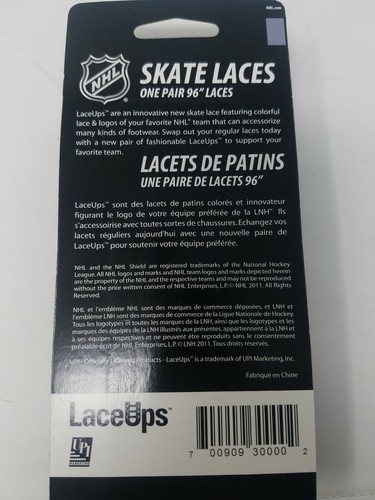 NHL.com
NHL
SKATE LACES
ONE PAIR 96" LACES
LaceUps™ are an innovative new skate lace featuring colorful
lace & logos of your favorite NHL® team that can accessorize
many kinds of footwear. Swap out your regular laces today
with a new pair of fashionable LaceUps™ to support your
favorite team.
LACETS DE PATINS
UNE PAIRE DE LACETS 96"
LaceUps™ sont des lacets de patins colorés et innovateur
figurant le logo de votre équipe préférée de la LNH™ Ils
s'accessoirise avec toutes sortes de chaussures. Echangez vos
lacets réguliers aujourd'hui avec une nouvelle paire de
LaceUps™ pour soutenir votre équipe préférée.
NHL and the NHL Shield are registered trademarks of the National Hockey
League. All NHL logos and marks and NHL team logos and marks depicted herein
are the property of the NHL and the respective teams and may not be reproduced
without the prior written consent of NHL Enterprises, L.P. © NHL 2011. All Rights
Reserved.
NHL et l'emblème NHL sont des marques de commerce déposées, et LNH et
l'emblème LNH sont des marques de commerce de la Ligue Nationale de Hockey.
Tous les logotypes et toutes les marques de la LNH, ainsi que les logotypes et les
marques des équipes de la LNH illustrés aux présentes, appartiennent à la LNH et
à ses équipes respectives et ne peuvent être reproduits sans le consentement
préalable écrit de NHL Enterprises, L.P. © LNH 2011. Tous droits réservés.
UPI - Officially Licensed Products - LaceUps™ is a trademark of UPI Marketing, Inc.
Fabriqué en Chine
LaceUps™
UPI
MARKETING
7 00909 30000 2